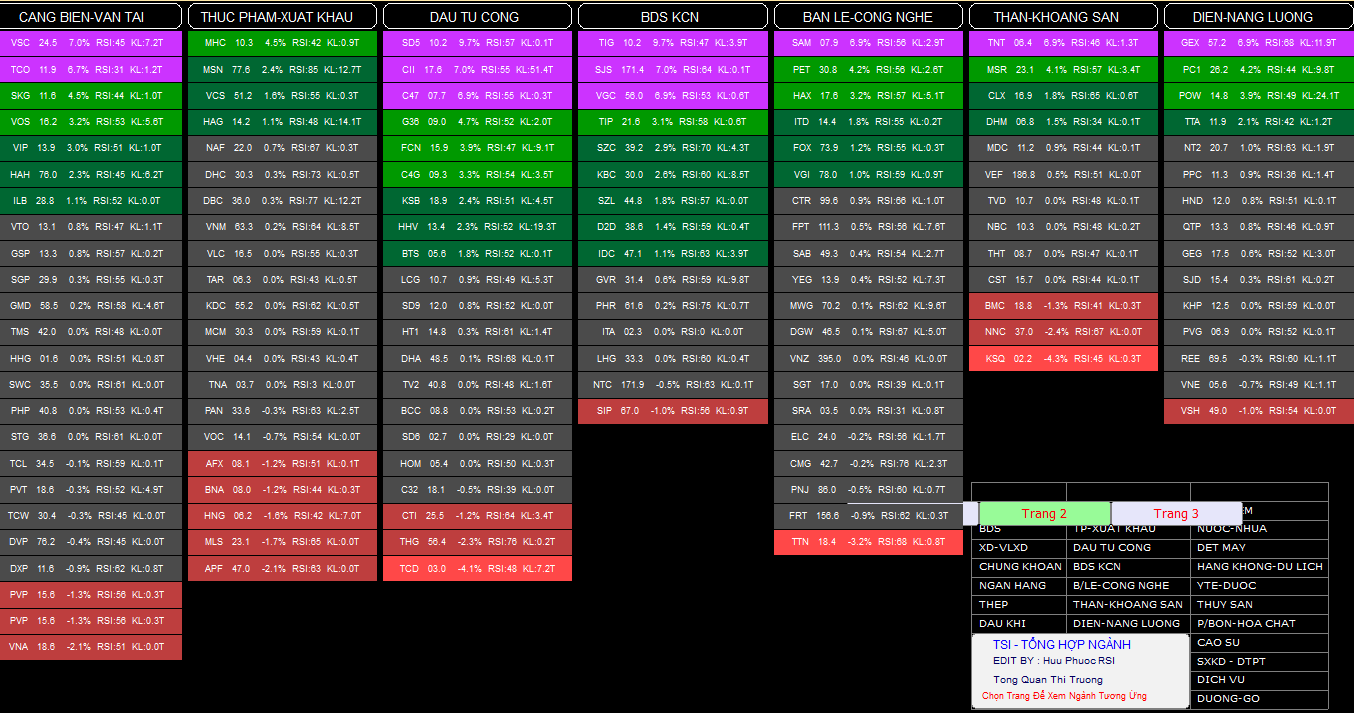 CANG BIEN-VAN TAI
VSC 24.5 7.0% RSI:45 KL:7.2T
TCO 11.9 6.7% RSI:31 KL:1.2T
SKG 11.6 4.5% RSI:44 KL:1.0T
VOS 16.2 3.2% RSI:53 KL:5.6T
VIP 13.9 3.0% RSI:51 KL:1.0T
HAH 76.0 2.3% RSI:45 KL:6.2T
ILB 28.8 1.1% RSI:52 KL:0.0T
VTO 13.1 0.8% RSI:47 KL:1.1T
GSP 13.3 0.8% RSI:57 KL:0.2T
SGP 29.9 0.3% RSI:55 KL:0.3T
GMD 58.5 0.2% RSI:58 KL:4.6T
TMS 42.0 0.0% RSI:48 KL:0.0T
HHG 01.6 0.0% RSI:51 KL:0.8T
SWC 35.5 0.0% RSI:61 KL:0.0T
PHP 40.8 0.0% RSI:53 KL:0.4T
STG 36.6 0.0% RSI:61 KL:0.0T
TCL 34.5 -0.1% RSI:59 KL:0.1T
PVT 18.6 -0.3% RSI:52 KL:4.9T
TCW 30.4 -0.3% RSI:45 KL:0.0T
DVP 76.2 -0.4% RSI:45 KL:0.0T
DXP 11.6 -0.9% RSI:62 KL:0.8T
PVP 15.6 -1.3% RSI:56 KL:0.3T
PVP 15.6 -1.3% RSI:56 KL:0.3T
VNA 18.6 -2.1% RSI:51 KL:0.0T
THUC PHAM-XUAT KHAU
MHC 10.3 4.5% RSI:42 KL:0.9T
MSN 77.6 2.4% RSI:85 KL:12.7T
VCS 51.2 1.6% RSI:55 KL:0.3T
HAG 14.2 1.1% RSI:48 KL:14.1T
NAF 22.0 0.7% RSI:67 KL:0.3T
DHC 30.3 0.3% RSI:73 KL:0.5T
DBC 36.0 0.3% RSI:77 KL:12.2T
VNM 63.3 0.2% RSI:64 KL:8.5T
VLC 16.5 0.0% RSI:55 KL:0.3T
TAR 06.3 0.0% RSI:43 KL:0.5T
KDC 55.2 0.0% RSI:62 KL:0.5T
MCM 30.3 0.0% RSI:59 KL:0.1T
VHE 04.4 0.0% RSI:43 KL:0.4T
TNA 03.7 0.0% RSI:3 KL:0.0T
PAN 33.6 -0.3% RSI:63 KL:2.5T
VOC 14.1 -0.7% RSI:54 KL:0.0T
AFX 08.1 -1.2% RSI:51 KL:0.1T
BNA 08.0 -1.2% RSI:44 KL:0.3T
HNG 06.2 -1.6% RSI:42 KL:7.0T
MLS 23.1 -1.7% RSI:65 KL:0.0T
APF 47.0 -2.1% RSI:63 KL:0.0T
DAU TU CONG
SD5 10.2 9.7% RSI:57 KL:0.1T
CII 17.6 7.0% RSI:55 KL:51.4T
C47 07.7 6.9% RSI:55 KL:0.3T
G36 09.0 4.7% RSI:52 KL:2.0T
FCN 15.9 3.9% RSI:47 KL:9.1T
C4G 09.3 3.3% RSI:54 KL:3.5T
KSB 18.9 2.4% RSI:51 KL:4.5T
HHV 13.4 2.3% RSI:52 KL:19.3T
BTS 05.6 1.8% RSI:52 KL:0.1T
LCG 10.7 0.9% RSI:49 KL:5.3T
SD9 12.0 0.8% RSI:52 KL:0.0T
HT1 14.8 0.3% RSI:61 KL:1.4T
DHA 48.5 0.1% RSI:68 KL:0.1T
TV2 40.8 0.0% RSI:48 KL:1.6T
BCC 08.8 0.0% RSI:53 KL:0.2T
SD6 02.7 0.0% RSI:29 KL:0.0T
HOM 05.4 0.0% RSI:50 KL:0.3T
C32 18.1 -0.5% RSI:39 KL:0.0T
CTI 25.5 -1.2% RSI:64 KL:3.4T
THG 56.4 -2.3% RSI:76 KL:0.2T
TCD 03.0 -4.1% RSI:48 KL:7.2T
BDS KCN
TIG 10.2 9.7% RSI:47 KL:3.9T
SJS 171.4 7.0% RSI:64 KL:0.1T
VGC 56.0 6.9% RSI:53 KL:0.6T
TIP 21.6 3.1% RSI:58 KL:0.6T
SZC 39.2 2.9% RSI:70 KL:4.3T
KBC 30.0 2.6% RSI:60 KL:8.5T
SZL 44.8 1.8% RSI:57 KL:0.0T
D2D 38.6 1.4% RSI:59 KL:0.4T
IDC 47.1 1.1% RSI:63 KL:3.9T
GVR 31.4 0.6% RSI:59 KL:9.8T
PHR 61.6 0.2% RSI:75 KL:0.7T
ITA 02.3 0.0% RSI:0 KL:0.0T
LHG 33.3 0.0% RSI:60 KL:0.4T
NTC 171.9 -0.5% RSI:63 KL:0.1T
SIP 67.0 -1.0% RSI:56 KL:0.9T
BAN LE-CONG NGHE
SAM 07.9 6.9% RSI:56 KL:2.9T
PET 30.8 4.2% RSI:56 KL:2.6T
HAX 17.6 3.2% RSI:57 KL:5.1T
ITD 14.4 1.8% RSI:55 KL:0.2T
FOX 73.9 1.2% RSI:55 KL:0.3T
VGI 78.0 1.0% RSI:59 KL:0.9T
CTR 99.6 0.9% RSI:66 KL:1.0T
FPT 111.3 0.5% RSI:56 KL:7.6T
SAB 49.3 0.4% RSI:54 KL:2.7T
YEG 13.9 0.4% RSI:52 KL:7.3T
MWG 70.2 0.1% RSI:62 KL:9.6T
DGW 46.5 0.1% RSI:67 KL:5.0T
VNZ 395.0 0.0% RSI:46 KL:0.0T
SGT 17.0 0.0% RSI:39 KL:0.1T
SRA 03.5 0.0% RSI:31 KL:0.8T
ELC 24.0 -0.2% RSI:56 KL:1.7T
CMG 42.7 -0.2% RSI:76 KL:2.3T
PNJ 86.0 -0.5% RSI:60 KL:0.7T
FRT 156.6 -0.9% RSI:62 KL:0.3T
TTN 18.4 -3.2% RSI:68 KL:0.8T
THAN-KHOANG SAN
TNT 06.4 6.9% RSI:46 KL:1.3T
MSR 23.1 4.1% RSI:57 KL:3.4T
CLX 16.9 1.8% RSI:65 KL:0.6T
DHM 06.8 1.5% RSI:34 KL:0.1T
MDC 11.2 0.9% RSI:44 KL:0.1T
VEF 186.8 0.5% RSI:51 KL:0.0T
TVD 10.7 0.0% RSI:48 KL:0.1T
NBC 10.3 0.0% RSI:48 KL:0.2T
THT 08.7 0.0% RSI:47 KL:0.1T
CST 15.7 0.0% RSI:44 KL:0.1T
BMC 18.8 -1.3% RSI:41 KL:0.3T
NNC 37.0 -2.4% RSI:67 KL:0.0T
KSQ 02.2 -4.3% RSI:45 KL:0.3T
DIEN-NANG LUONG
GEX 57.2 6.9% RSI:68 KL:11.9T
PC1 26.2 4.2% RSI:44 KL:9.8T
POW 14.8 3.9% RSI:49 KL:24.1T
TTA 11.9 2.1% RSI:42 KL:1.2T
NT2 20.7 1.0% RSI:63 KL:1.9T
PPC 11.3 0.9% RSI:36 KL:1.4T
HND 12.0 0.8% RSI:51 KL:0.1T
QTP 13.3 0.8% RSI:46 KL:0.9T
GEG 17.5 0.6% RSI:52 KL:3.0T
SJD 15.4 0.3% RSI:61 KL:0.2T
KHP 12.5 0.0% RSI:59 KL:0.0T
PVG 06.9 0.0% RSI:52 KL:0.1T
REE 69.5 -0.3% RSI:60 KL:1.1T
VNE 05.6 -0.7% RSI:49 KL:1.1T
VSH 49.0 -1.0% RSI:54 KL:0.0T
Trang 2 Trang 3 EM
BDS TP-XUAT KHAU NUOC-NHUA
XD-VLXD DAU TU CONG DET MAY
CHUNG KHOAN BDS KCN HANG KHONG-DU LICH
NGAN HANG B/LE-CONG NGHE YTE-DUOC
THEP THAN-KHOANG SAN THUY SAN
DAU KHI DIEN-NANG LUONG P/BON-HOA CHAT
CAO SU
SXKD - DTPT
DICH VU
DUONG-GO
TSI - TỔNG HỢP NGÀNH
EDIT BY : Huu Phuoc RSI
Tong Quan Thi Truong
Chọn Trang Để Xem Ngành Tương Ứng